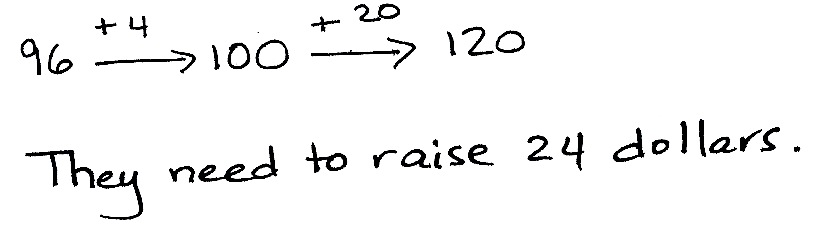 +4 +20
96 → 100 → 120
They need to raise 24 dollars.